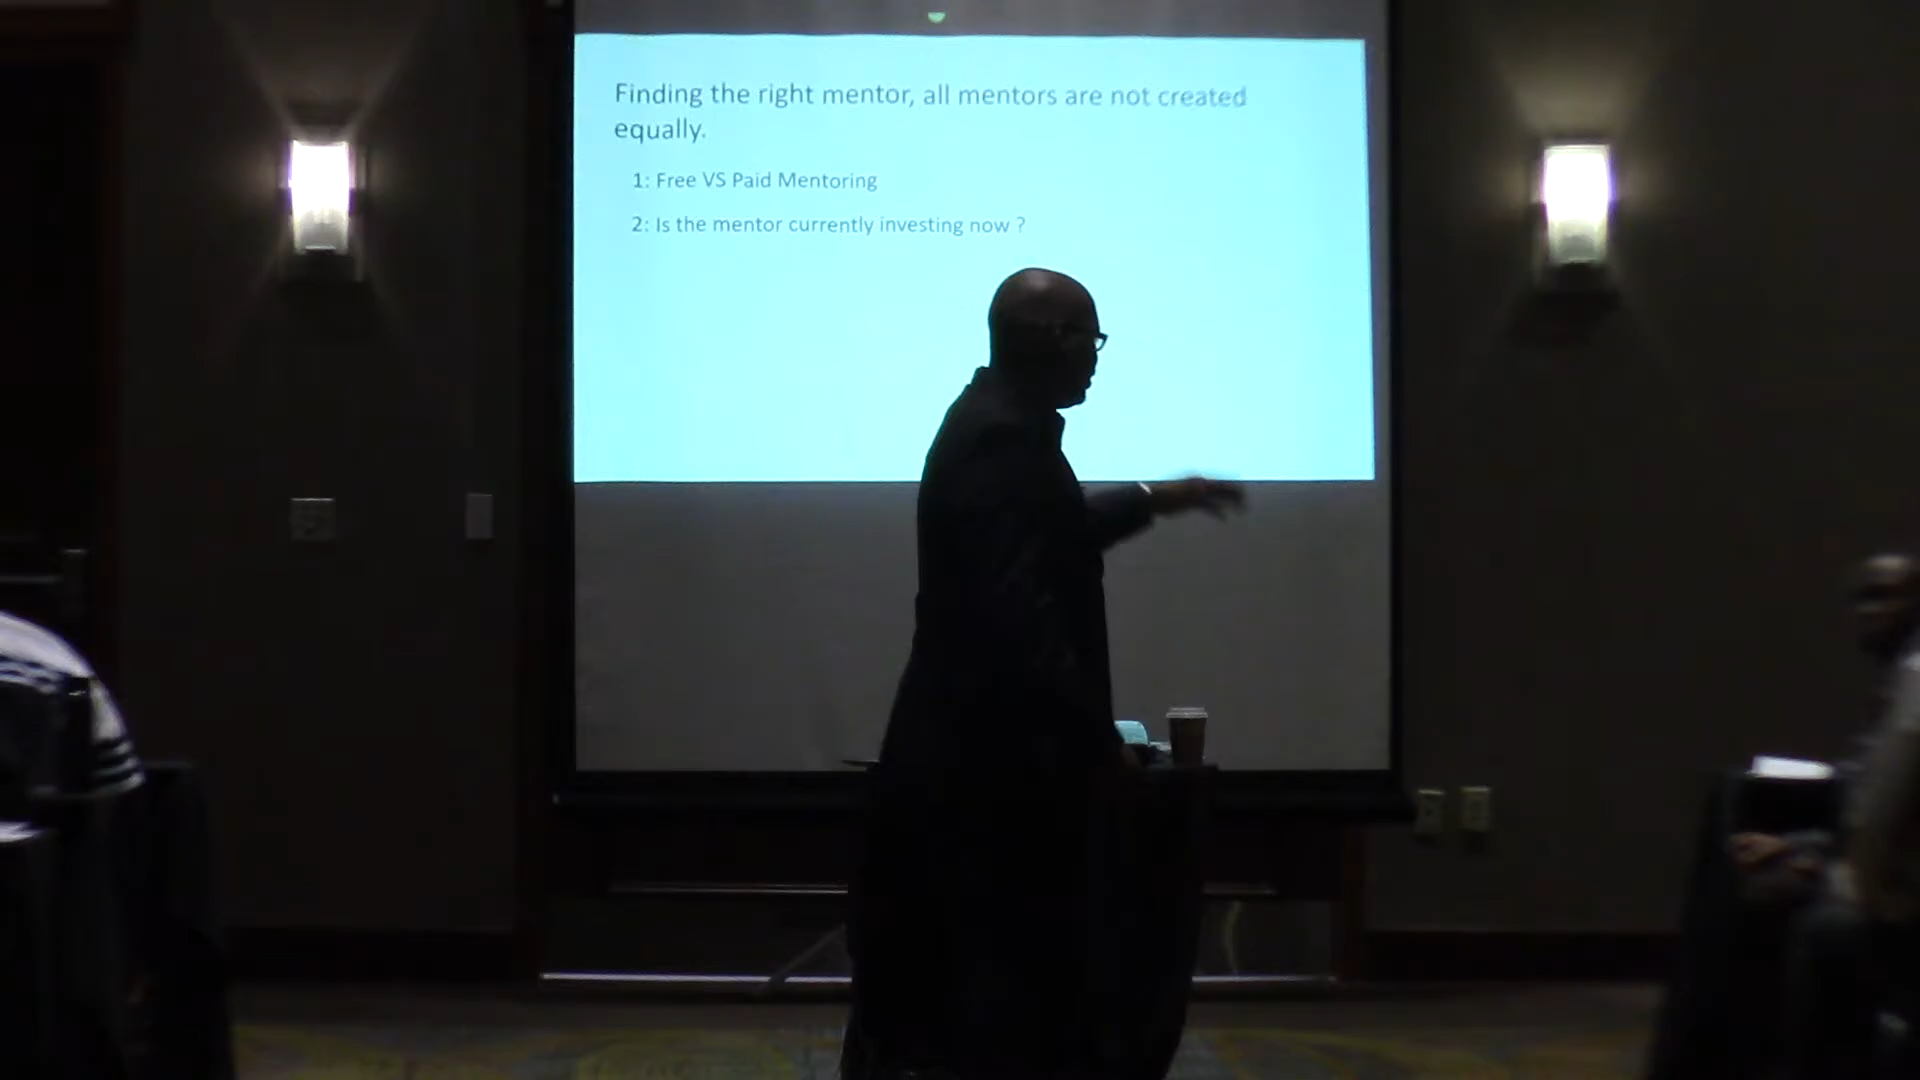 Finding the right mentor, all mentors are not created
equally.
1: Free VS Paid Mentoring
2: Is the mentor currently investing now ?